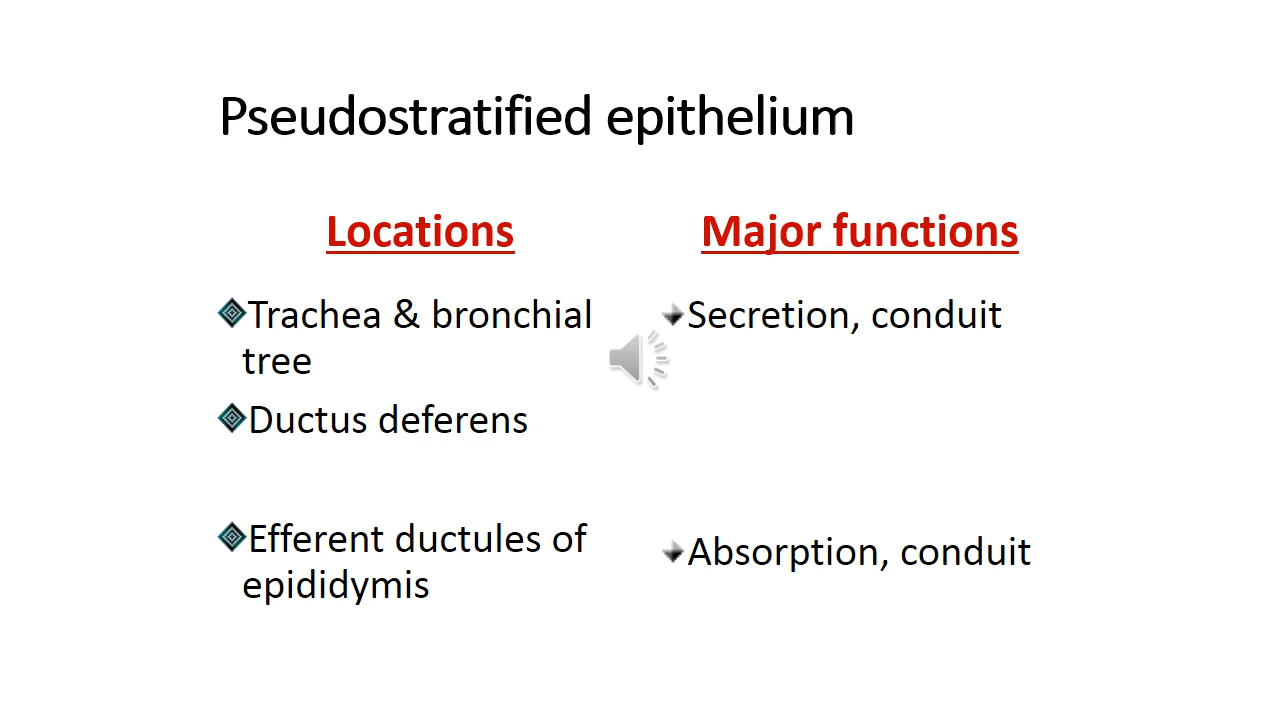 Pseudostratified epithelium
Locations
Trachea & bronchial
tree
Ductus deferens
Efferent ductules of
epididymis
Major functions
Secretion, conduit
Absorption, conduit